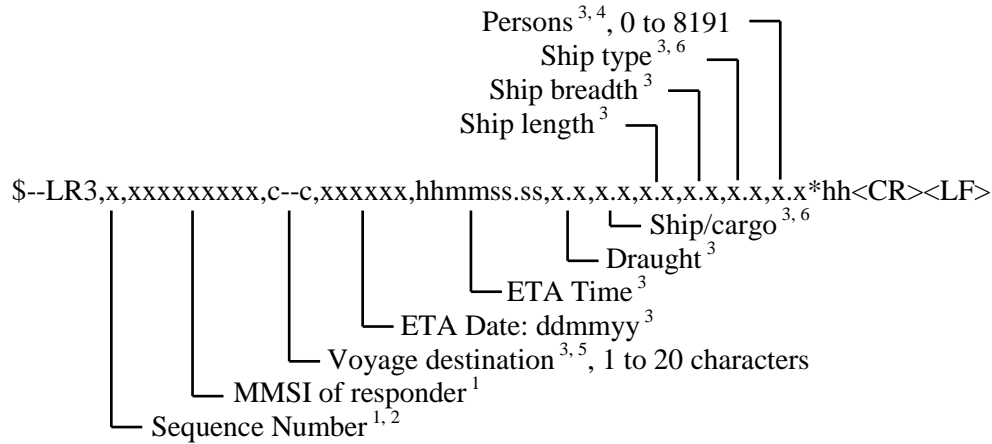 Persons 3, 4, 0 to 8191
Ship type 3, 6
Ship breadth 3
Ship length 3
$--LR3,x,xxxxxxxxx,c--c,xxxxxx,hhmmss.ss,x.x,x.x,x.x,x.x,x.x,x.x*hh<CR><LF>
Ship/cargo 3, 6
Draught 3
ETA Time 3
ETA Date: ddmmyy 3
Voyage destination 3, 5, 1 to 20 characters
MMSI of responder 1
Sequence Number 1, 2